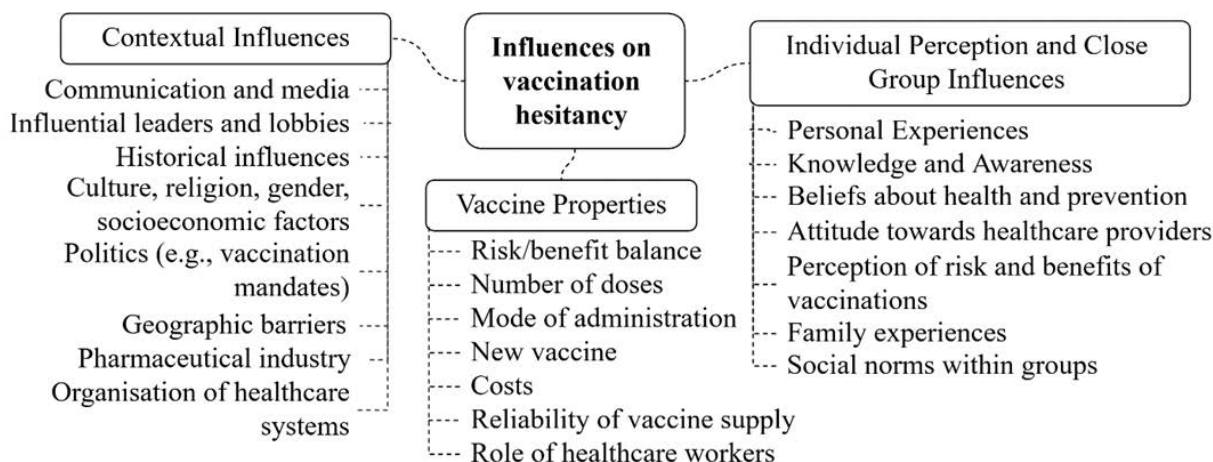 Contextual Influences
Communication and media
Influential leaders and lobbies
Historical influences
Culture, religion, gender,
socioeconomic factors
Politics (e.g., vaccination
mandates)
Geographic barriers
Pharmaceutical industry
Organisation of healthcare
systems
Influences on
vaccination
hesitancy
Vaccine Properties
Risk/benefit balance
Number of doses
Mode of administration
New vaccine
Costs
Reliability of vaccine supply
Role of healthcare workers
Individual Perception and Close
Group Influences
Personal Experiences
Knowledge and Awareness
Beliefs about health and prevention
Attitude towards healthcare providers
Perception of risk and benefits of
vaccinations
Family experiences
Social norms within groups